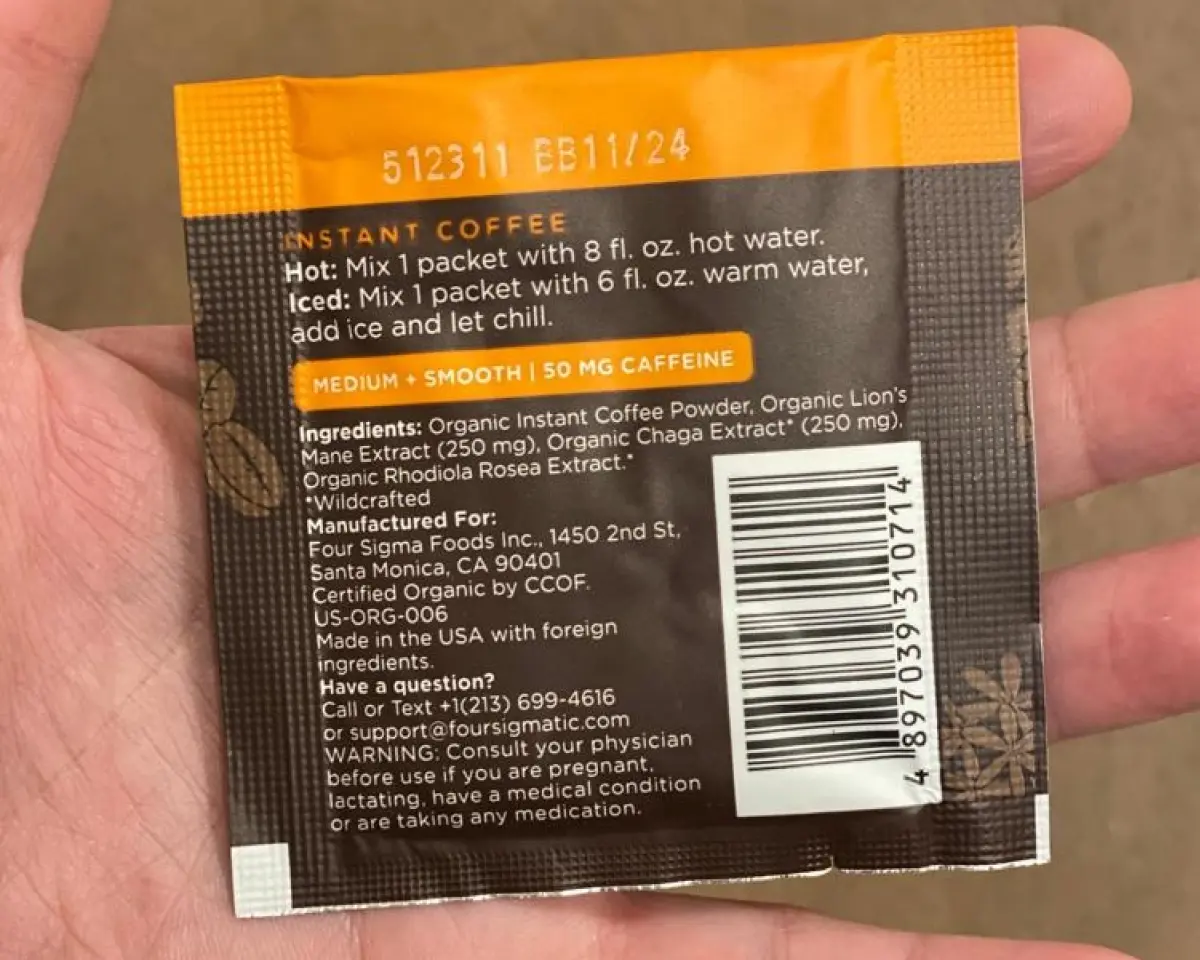 512311 BB11/24
INSTANT COFFEE
Hot: Mix 1 packet with 8 fl. oz. hot water.
Iced: Mix 1 packet with 6 fl. oz. warm water,
add ice and let chill.
MEDIUM + SMOOTH | 50 MG CAFFEINE
Ingredients: Organic Instant Coffee Powder, Organic Lion's
Mane Extract (250 mg), Organic Chaga Extract* (250 mg),
Organic Rhodiola Rosea Extract.*
*Wildcrafted
Manufactured For:
Four Sigma Foods Inc., 1450 2nd St,
Santa Monica, CA 90401
Certified Organic by CCOF.
US-ORG-006
Made in the USA with foreign
ingredients.
Have a question?
Call or Text +1(213) 699-4616
or support@foursigmatic.com
WARNING: Consult your physician
before use if you are pregnant,
lactating, have a medical condition
or are taking any medication.
4 897039 310714